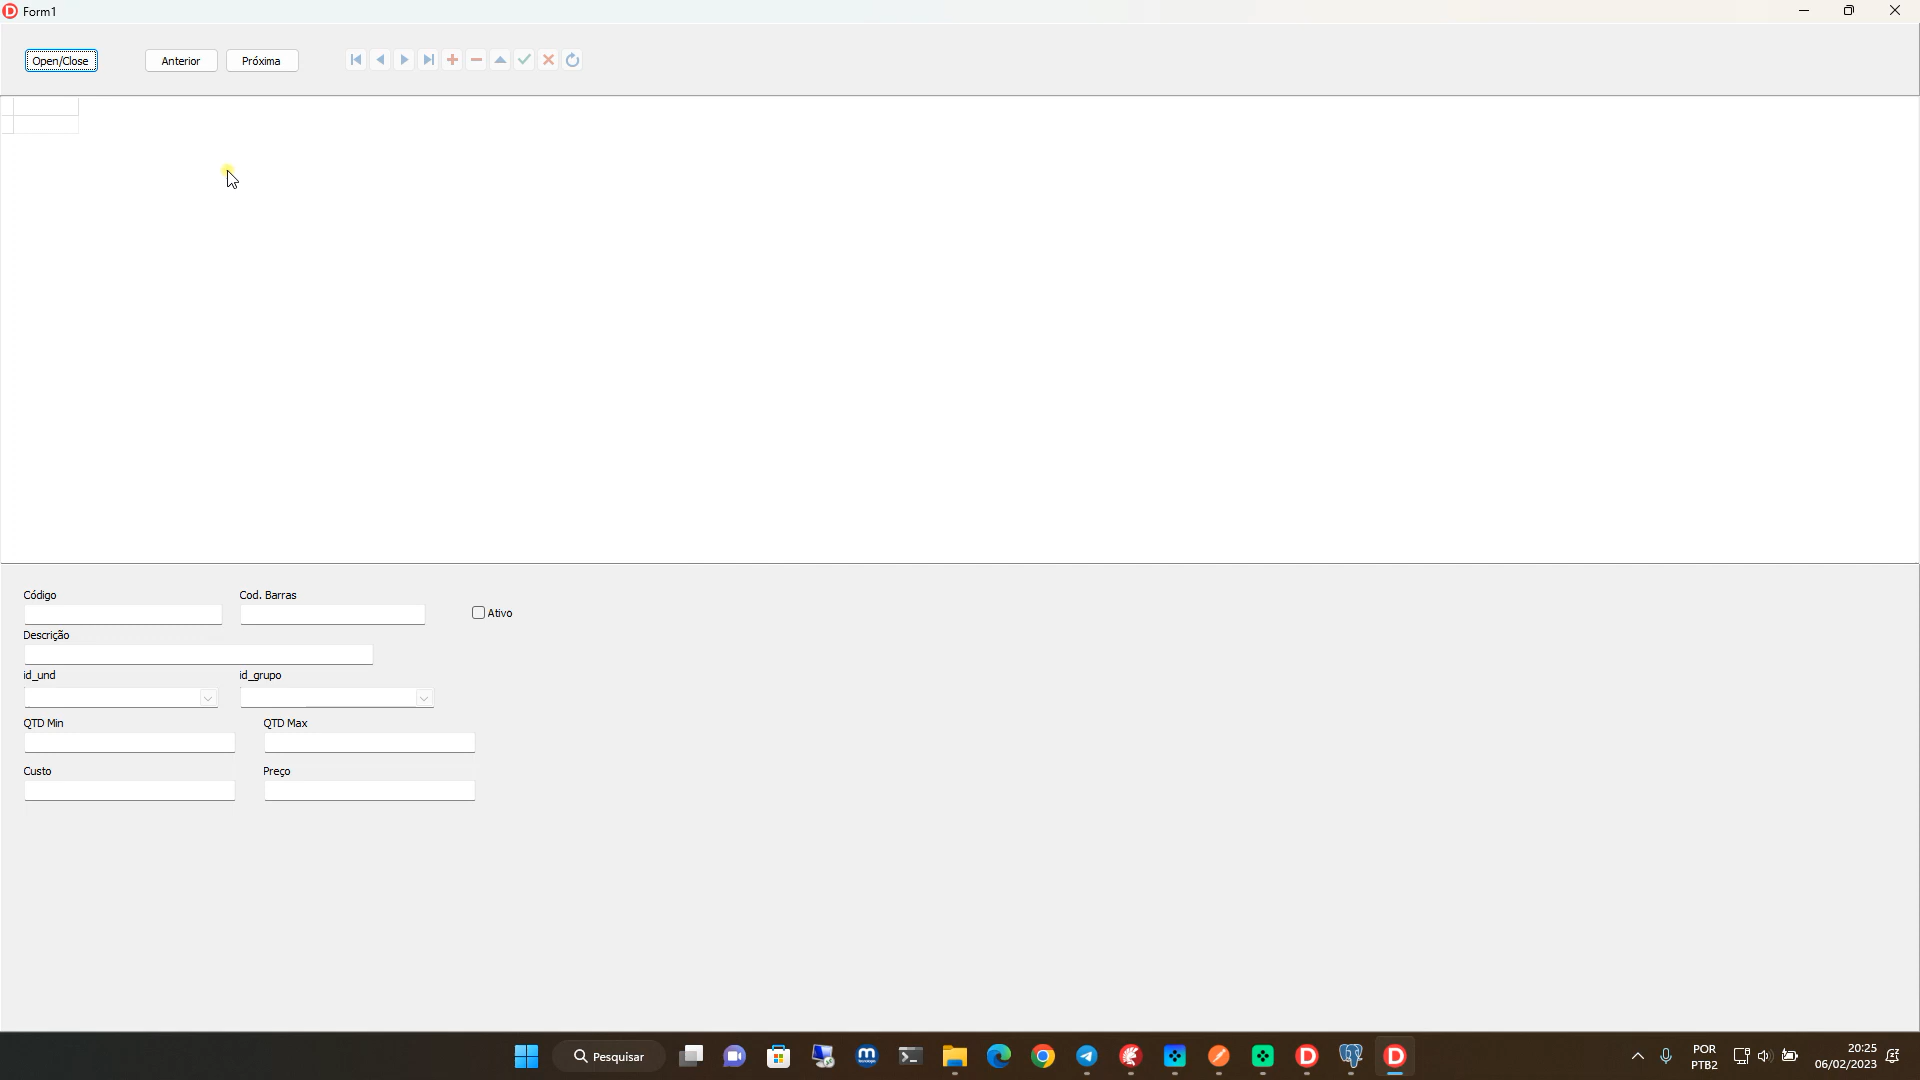 Form1
Open/Close
Anterior
Próxima
Código
Cod. Barras
Ativo
Descrição
id_und
id_grupo
QTD Min
QTD Max
Custo
Preço
Pesquisar
POR
PTB2
20:25
06/02/2023